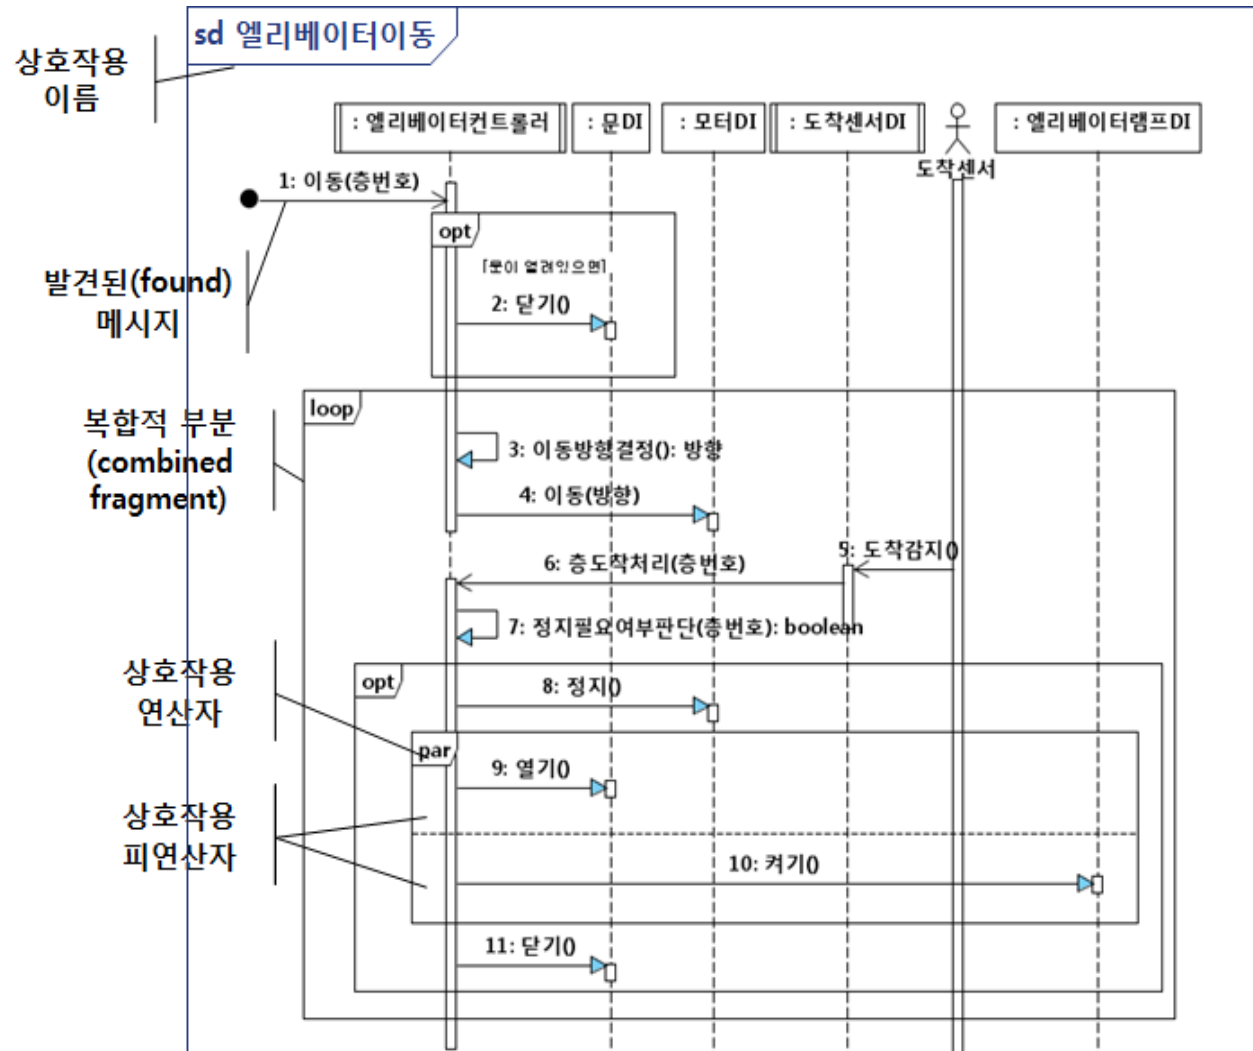 sd 엘리베이터이동
상호작용
이름
: 엘리베이터컨트롤러
: 문DI
: 모터DI
: 도착센서DI
도착센서
: 엘리베이터램프DI
1: 이동(층번호)
opt
[문이 열려있으면]
발견된(found)
메시지
2: 닫기()
loop
복합적 부분
(combined
fragment)
3: 이동방향결정(): 방향
4: 이동(방향)
5: 도착감지()
6: 층도착처리(층번호)
7: 정지필요여부판단(층번호): boolean
상호작용
연산자
opt
8: 정지()
par
9: 열기()
상호작용
피연산자
10: 켜기()
11: 닫기()